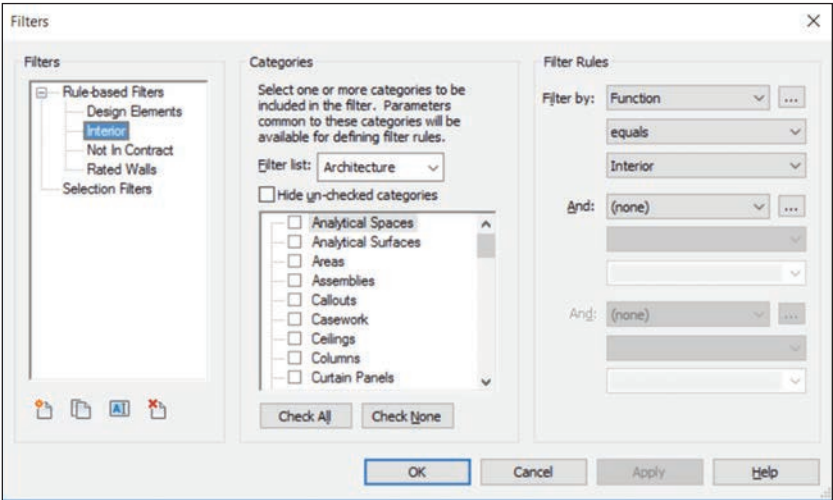 Filters
Filters
Rule-based Filters
Design Elements
Interior
Not In Contract
Rated Walls
Selection Filters
Categories
Select one or more categories to be
included in the filter. Parameters
common to these categories will be
available for defining filter rules.
Filter list: Architecture
Hide un-checked categories
Analytical Spaces
Analytical Surfaces
Areas
Assemblies
Callouts
Casework
Ceilings
Columns
Curtain Panels
Check All Check None
Filter Rules
Filter by: Function ...
equals
Interior
And: (none) ...
And: (none) ...
OK Cancel Apply Help